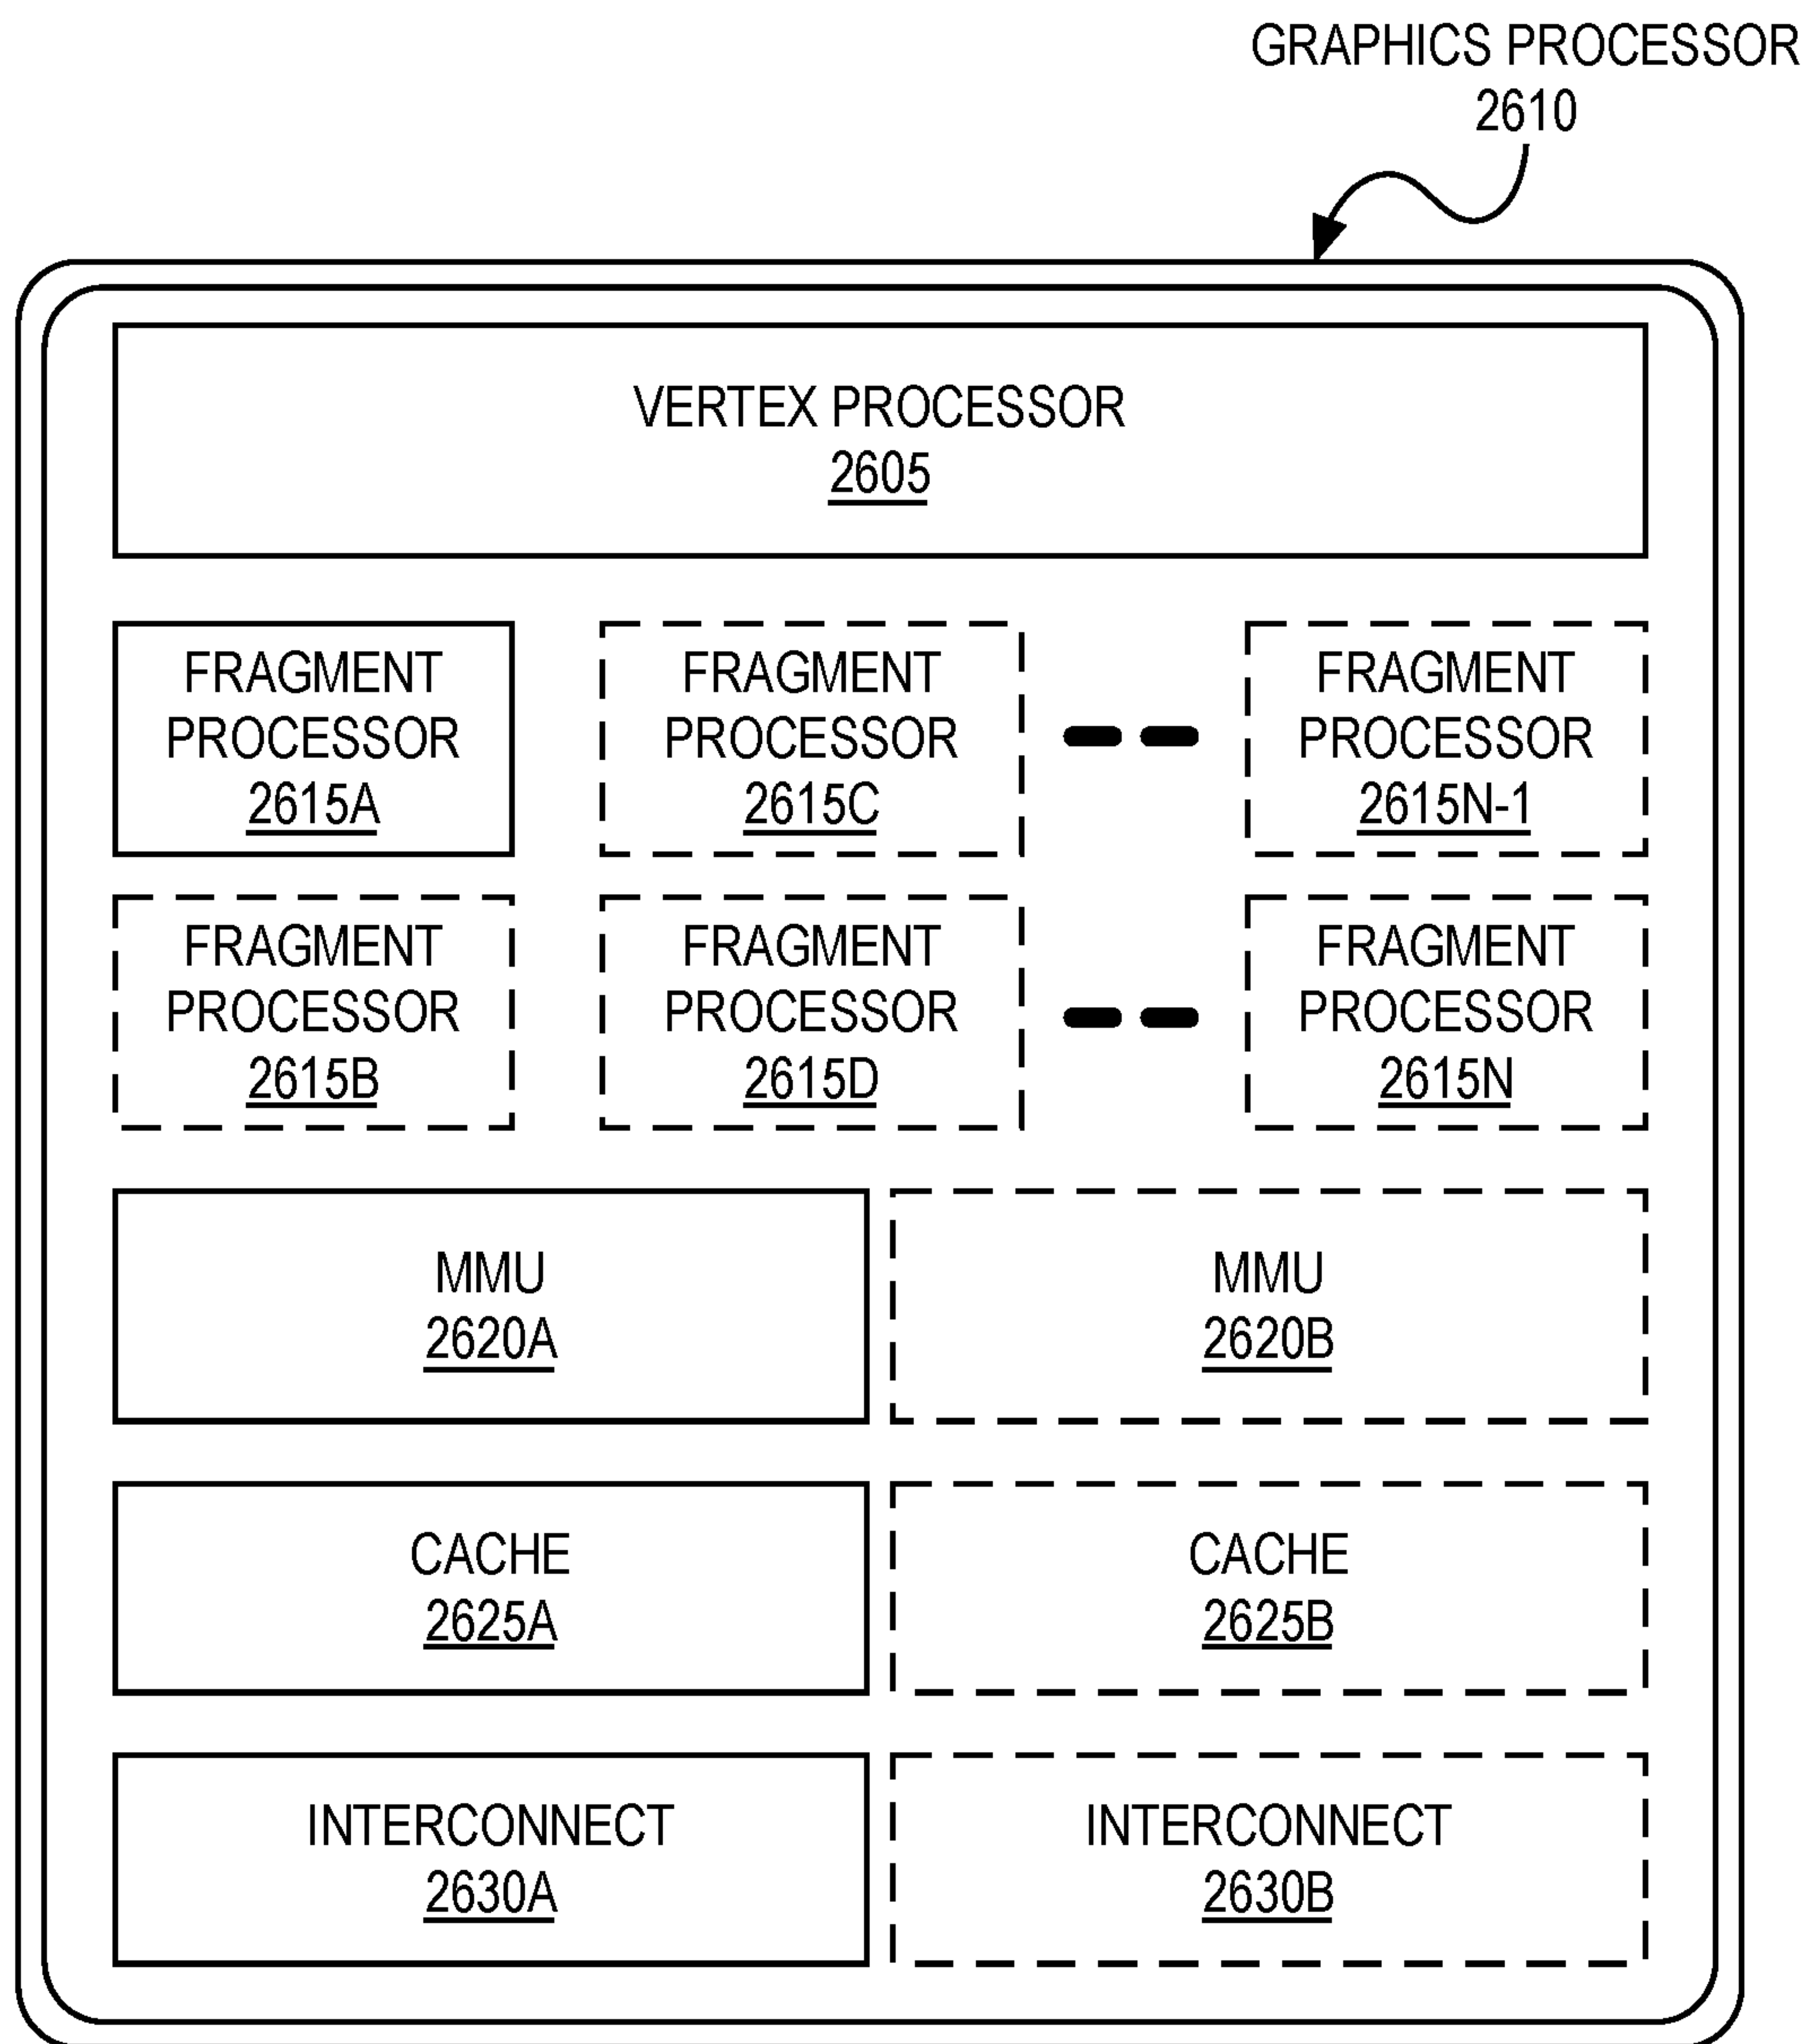 GRAPHICS PROCESSOR
2610
VERTEX PROCESSOR
2605
FRAGMENT
PROCESSOR
2615A
FRAGMENT
PROCESSOR
2615C
FRAGMENT
PROCESSOR
2615N-1
FRAGMENT
PROCESSOR
2615B
FRAGMENT
PROCESSOR
2615D
FRAGMENT
PROCESSOR
2615N
MMU
2620A
MMU
2620B
CACHE
2625A
CACHE
2625B
INTERCONNECT
2630A
INTERCONNECT
2630B